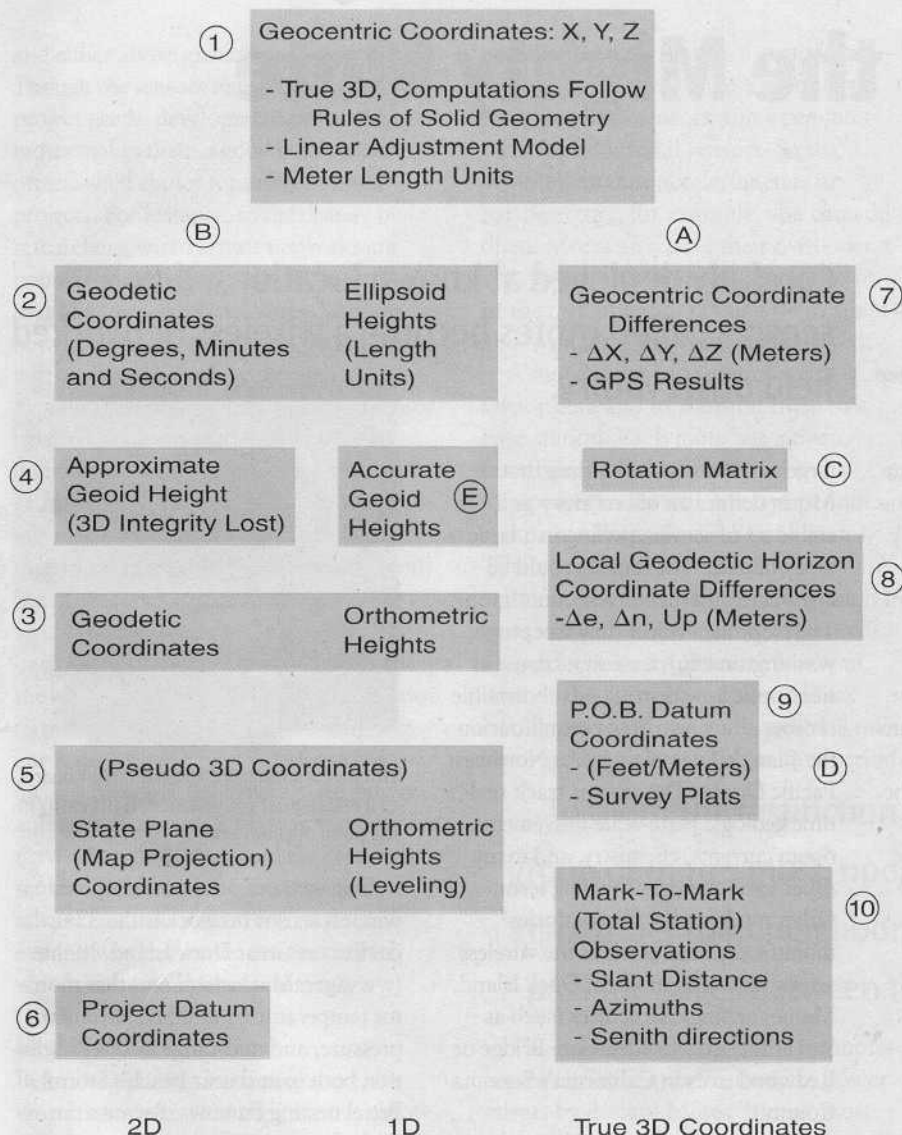 1
Geocentric Coordinates: X, Y, Z
- True 3D, Computations Follow
Rules of Solid Geometry
- Linear Adjustment Model
- Meter Length Units
B
A
2
Geodetic
Coordinates
(Degrees, Minutes
and Seconds)
Ellipsoid
Heights
(Length
Units)
Geocentric Coordinate
Differences
- ΔX, ΔY, ΔZ (Meters)
- GPS Results
7
4
Approximate
Geoid Height
(3D Integrity Lost)
Accurate
Geoid
Heights
E
Rotation Matrix
C
Local Geodectic Horizon
Coordinate Differences
-Δe, Δn, Up (Meters)
8
3
Geodetic
Coordinates
Orthometric
Heights
P.O.B. Datum
Coordinates
- (Feet/Meters)
- Survey Plats
9
D
5
(Pseudo 3D Coordinates)
State Plane
(Map Projection)
Coordinates
Orthometric
Heights
(Leveling)
Mark-To-Mark
(Total Station)
Observations
- Slant Distance
- Azimuths
- Senith directions
10
6
Project Datum
Coordinates
2D
1D
True 3D Coordinates